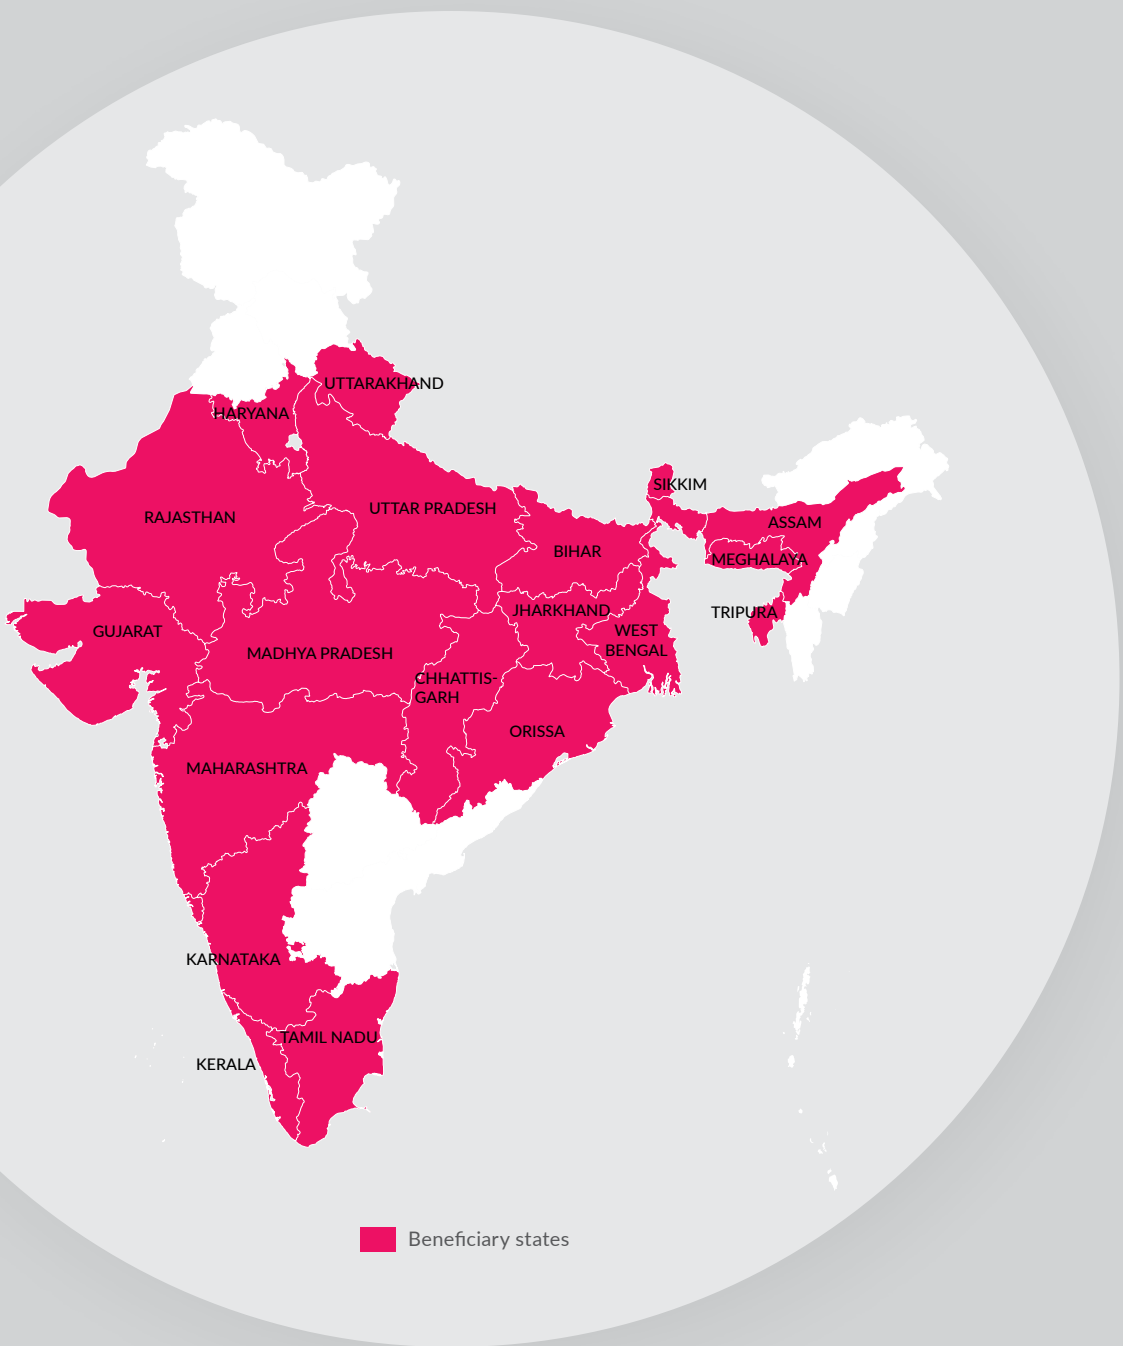 UTTARAKHAND
HARYANA
SIKKIM
UTTAR PRADESH
RAJASTHAN
ASSAM
BIHAR
MEGHALAYA
JHARKHAND
TRIPURA
GUJARAT
WEST
BENGAL
MADHYA PRADESH
CHHATTIS-
GARH
ORISSA
MAHARASHTRA
KARNATAKA
TAMIL NADU
KERALA
Beneficiary states